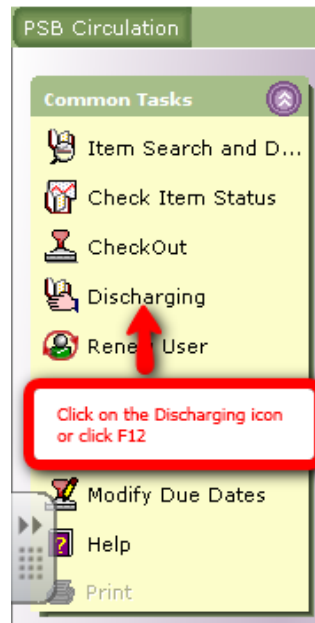 PSB Circulation
Common Tasks
Item Search and D...
Check Item Status
CheckOut
Discharging
Renew User
Click on the Discharging icon
or click F12
Modify Due Dates
Help
Print